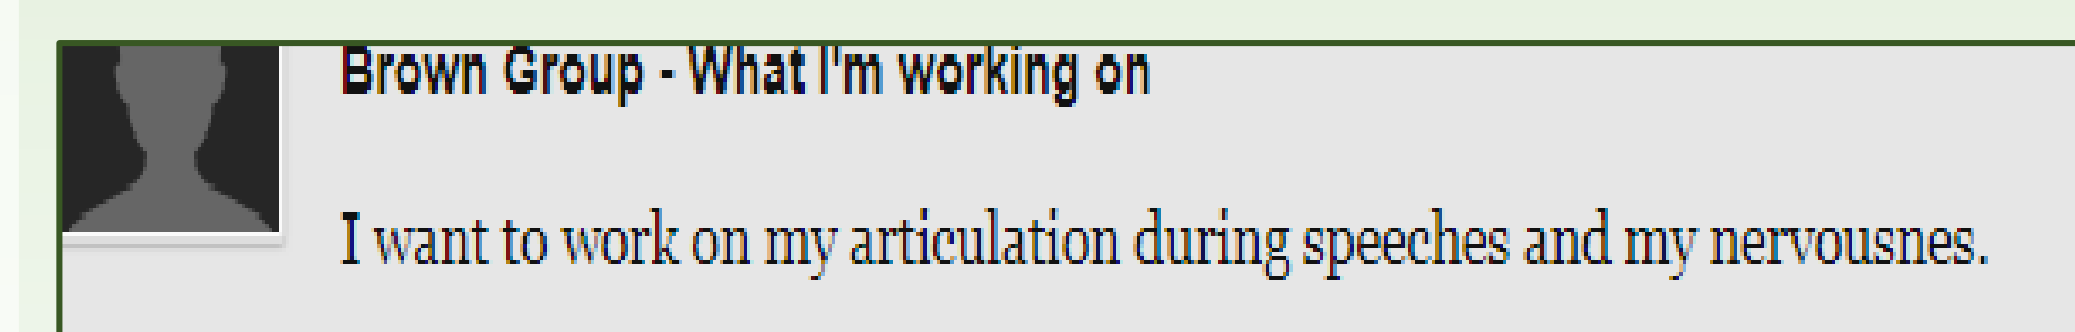 Brown Group - What I'm working on
I want to work on my articulation during speeches and my nervousnes.